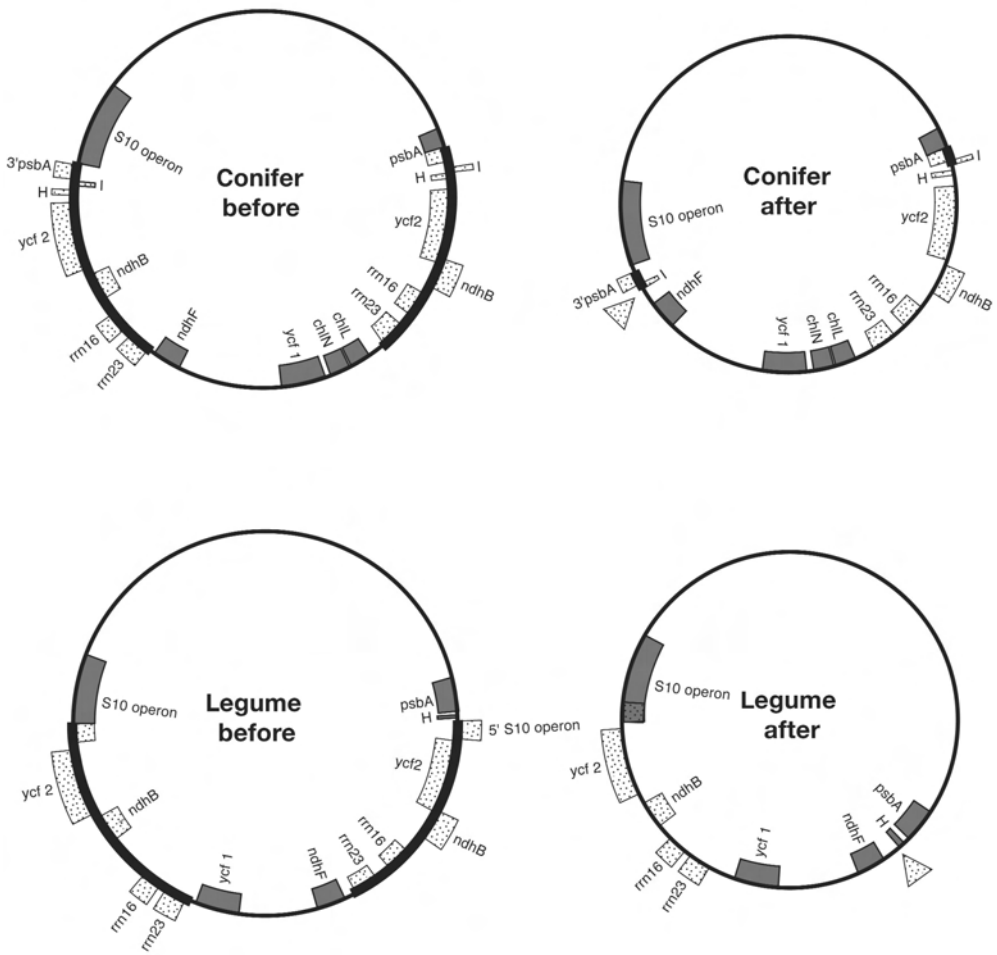 Conifer
before
S10 operon
3'psbA
I
H
ycf 2
ndhB
rrn16
rrn23
ndhF
ycf 1
chlN
chlL
rrn23
rrn16
ndhB
ycf2
H
I
psbA
Conifer
after
S10 operon
3'psbA
I
ndhF
ycf 1
chlN
chlL
rrn23
rrn16
ndhB
ycf2
H
I
psbA
Legume
before
S10 operon
ycf 2
ndhB
rrn16
rrn23
ycf 1
ndhF
rrn23
rrn16
ndhB
ycf2
5' S10 operon
H
psbA
Legume
after
S10 operon
ycf 2
ndhB
rrn16
rrn23
ycf 1
ndhF
H
psbA